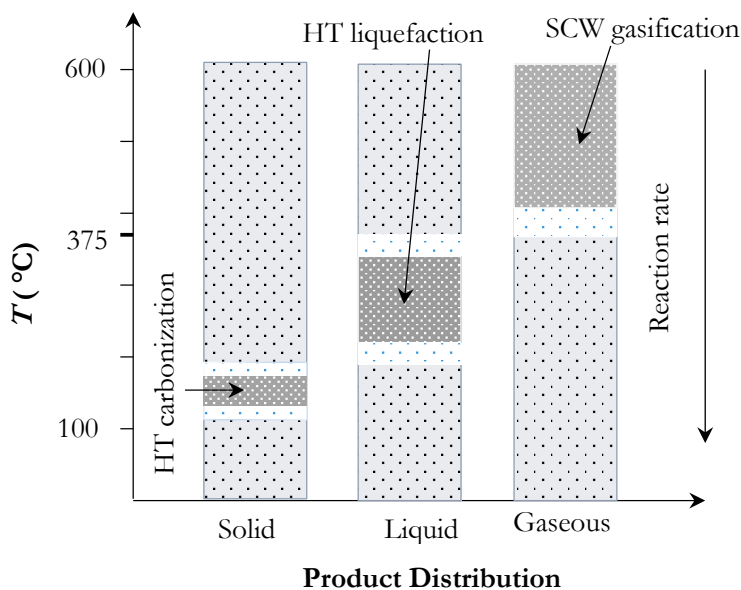 HT liquefaction
SCW gasification
600
375
100
T ( °C)
HT carbonization
Reaction rate
Solid
Liquid
Gaseous
Product Distribution